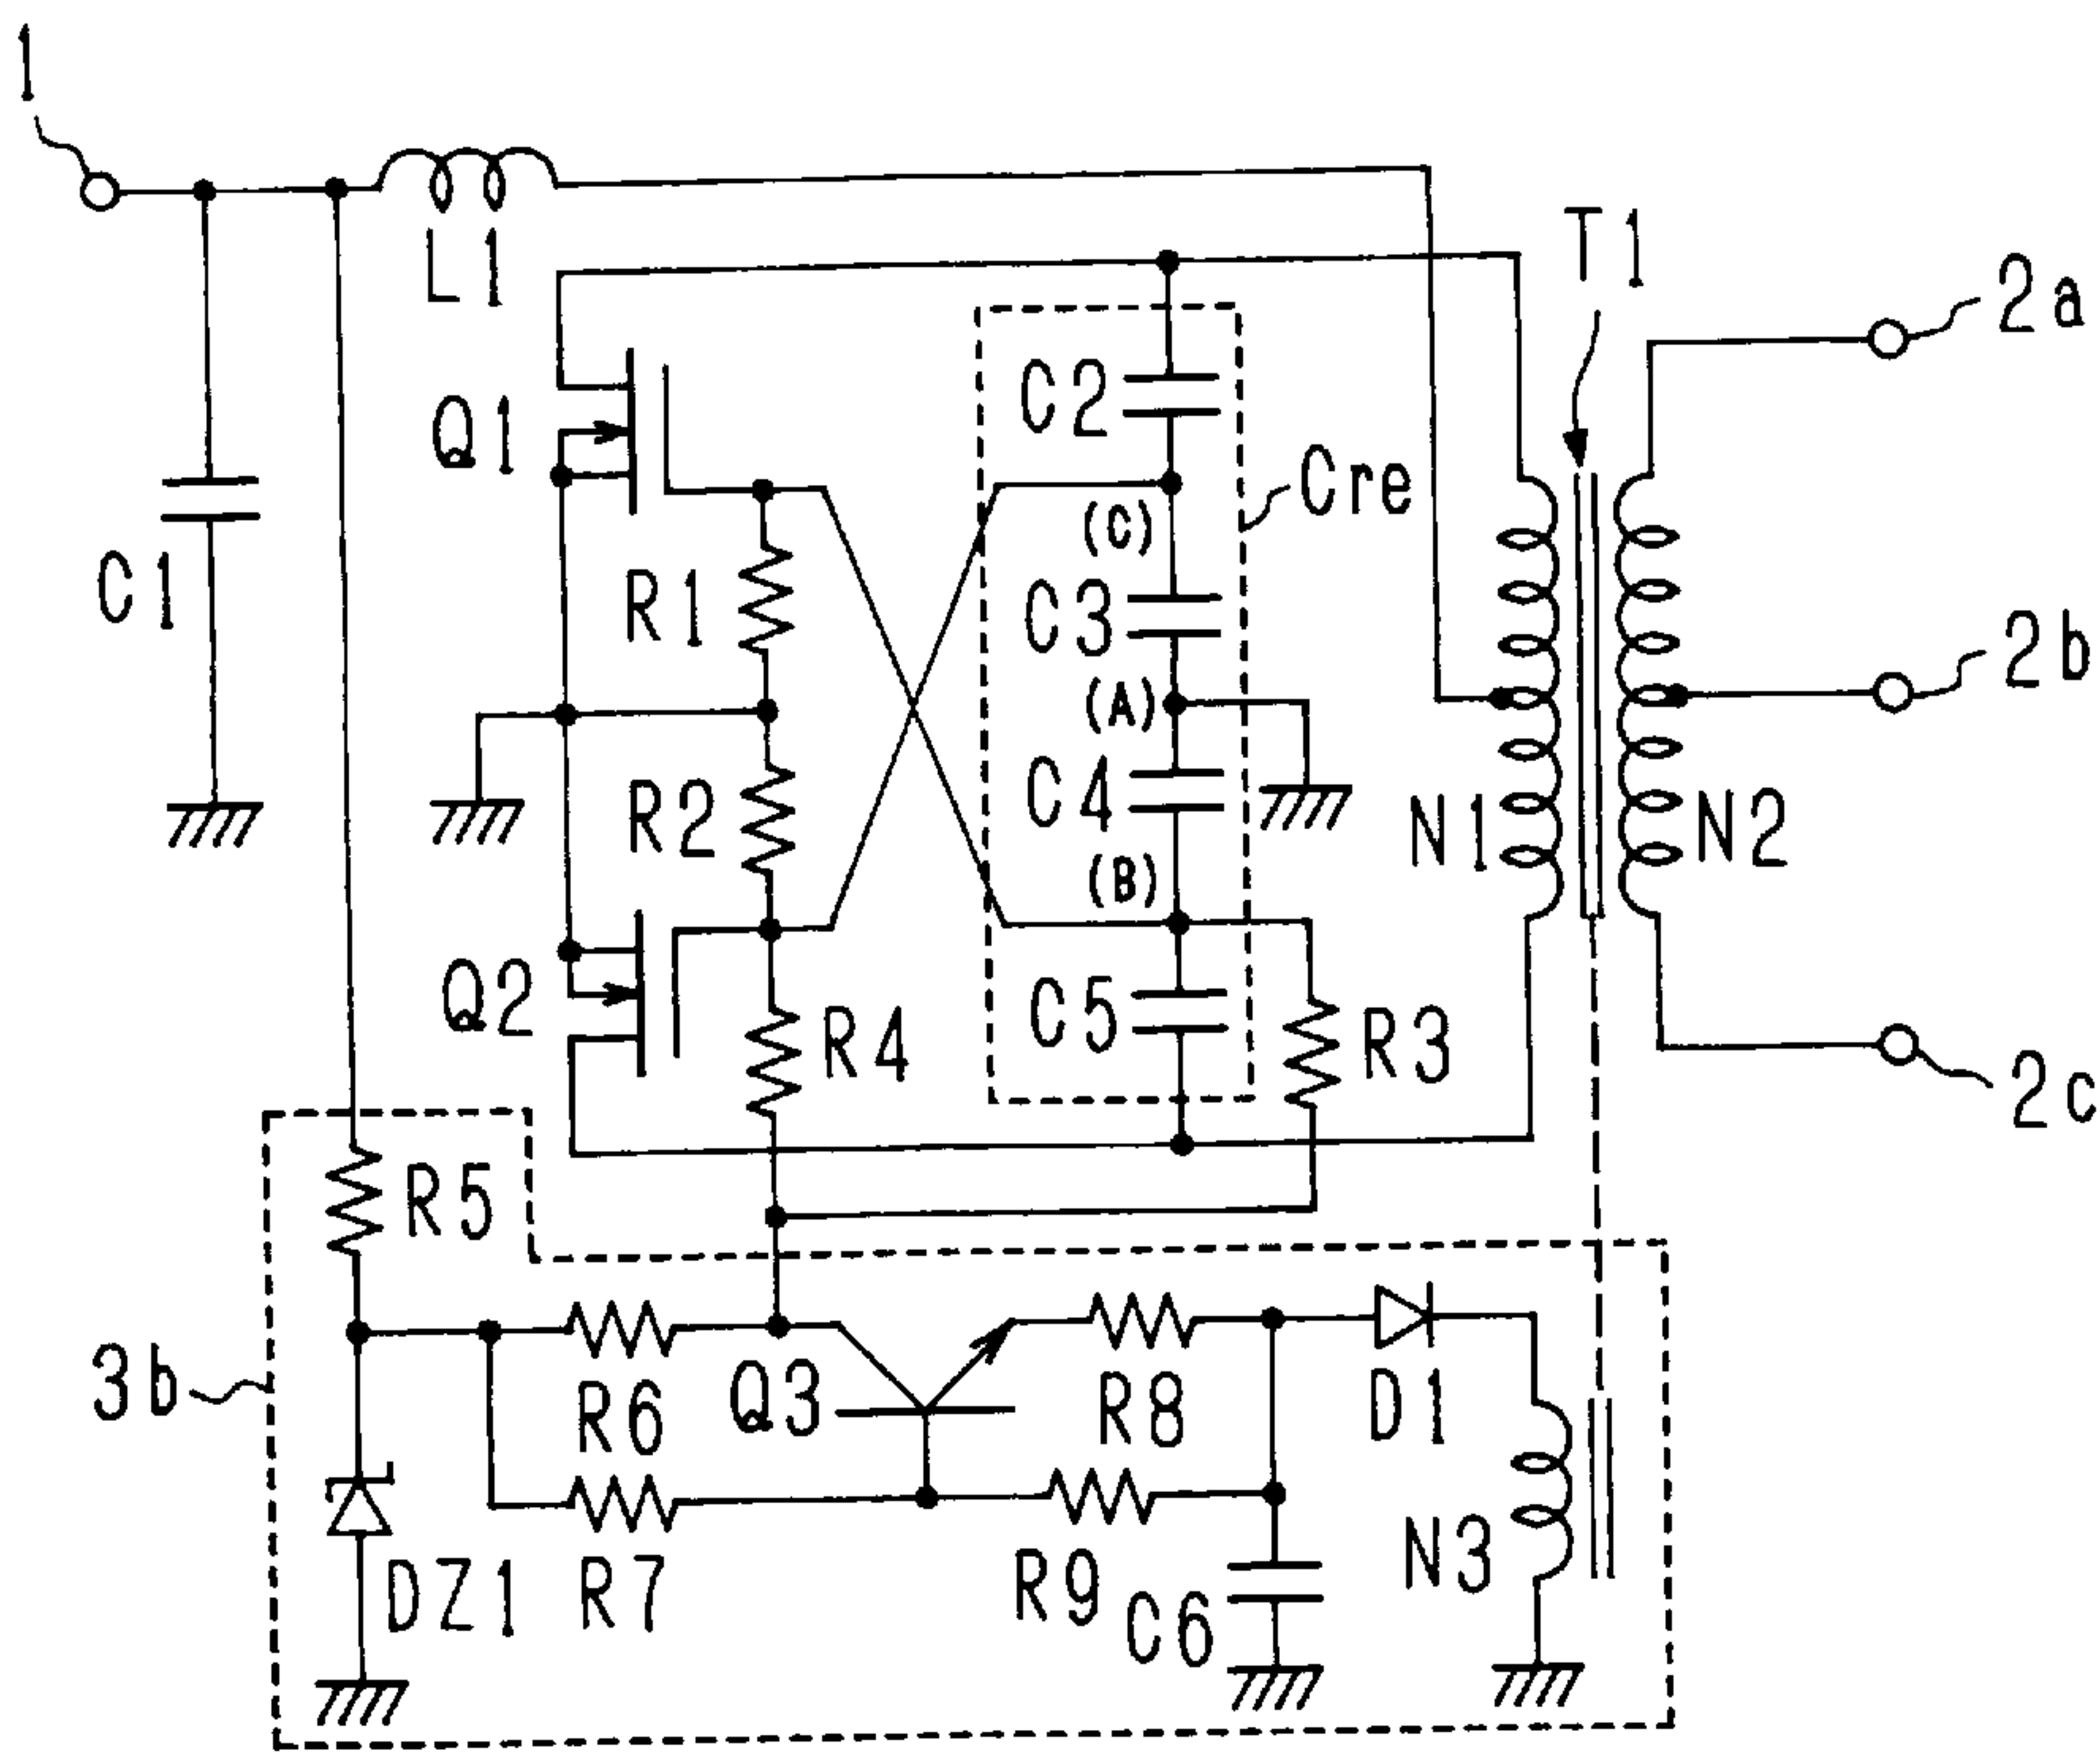 1
L1
T1
2a
Q1
C2
Cre
(C)
C1
R1
C3
2b
(A)
R2
C4
N1
N2
(B)
Q2
R4
C5
R3
2c
R5
3b
R6
Q3
R8
D1
DZ1
R7
R9
C6
N3